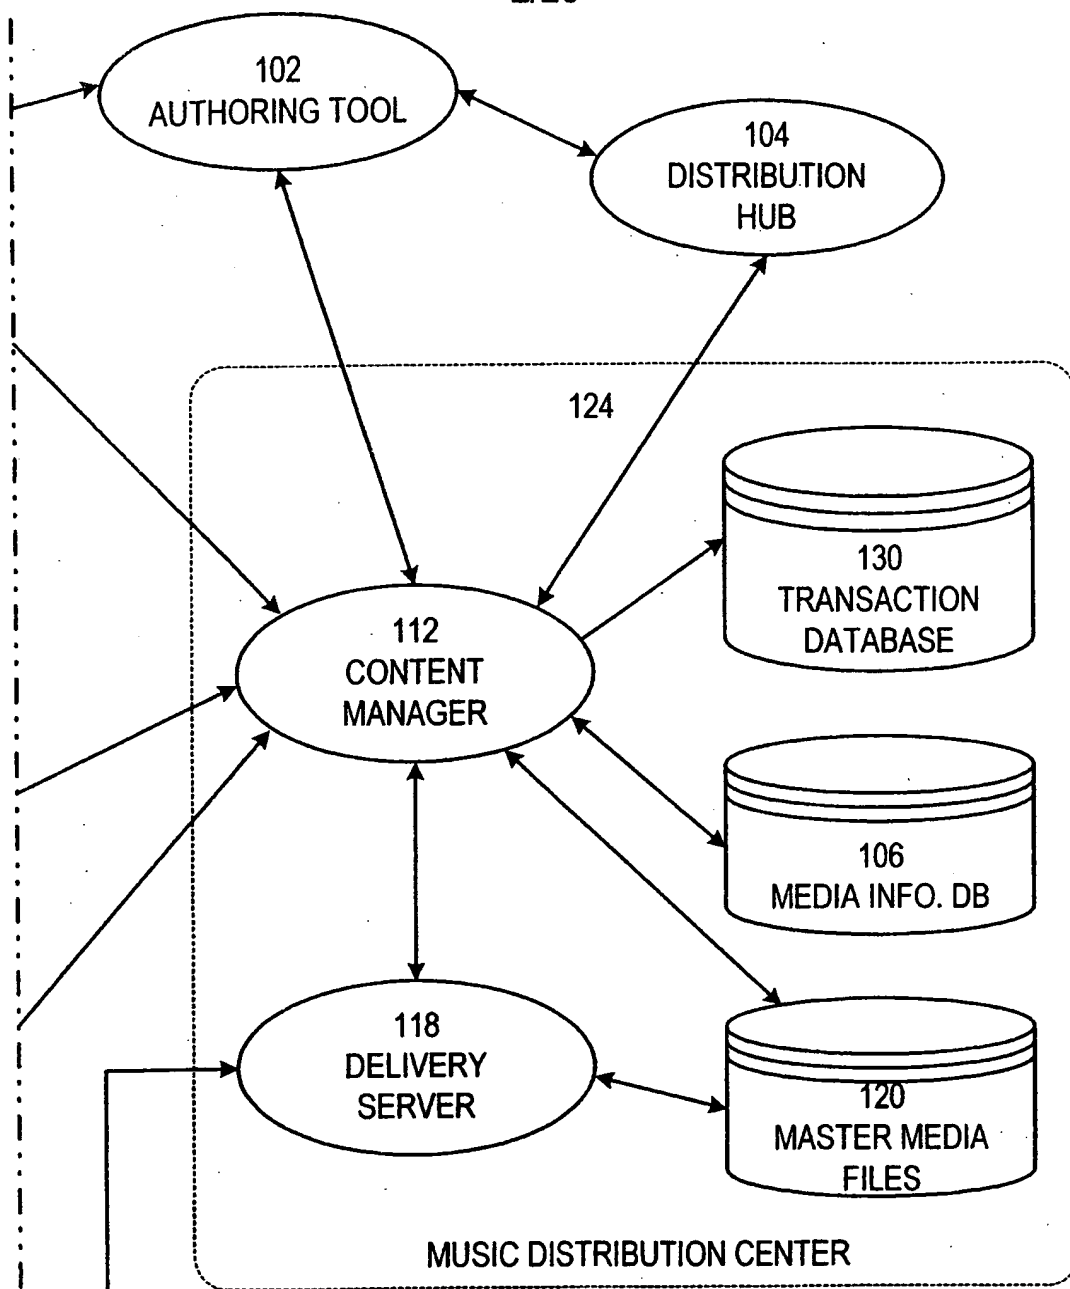 102
AUTHORING TOOL
104
DISTRIBUTION
HUB
124
130
TRANSACTION
DATABASE
112
CONTENT
MANAGER
106
MEDIA INFO. DB
118
DELIVERY
SERVER
120
MASTER MEDIA
FILES
MUSIC DISTRIBUTION CENTER